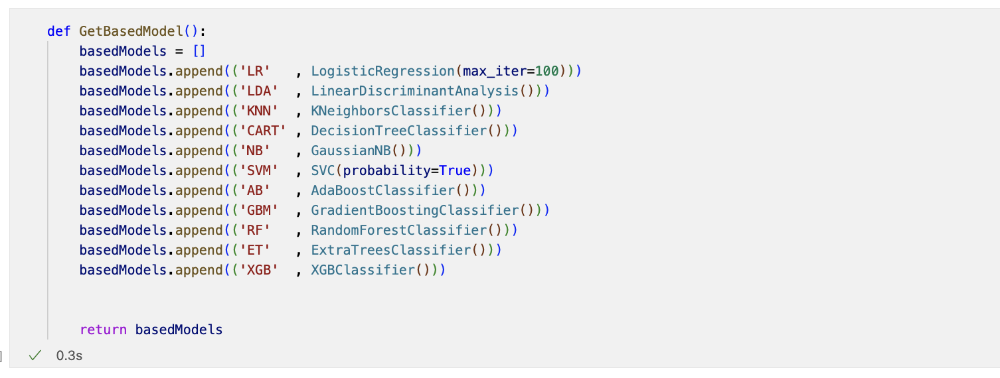 def GetBasedModel():
    basedModels = []
    basedModels.append(('LR'   , LogisticRegression(max_iter=100)))
    basedModels.append(('LDA'  , LinearDiscriminantAnalysis()))
    basedModels.append(('KNN'  , KNeighborsClassifier()))
    basedModels.append(('CART' , DecisionTreeClassifier()))
    basedModels.append(('NB'   , GaussianNB()))
    basedModels.append(('SVM'  , SVC(probability=True)))
    basedModels.append(('AB'   , AdaBoostClassifier()))
    basedModels.append(('GBM'  , GradientBoostingClassifier()))
    basedModels.append(('RF'   , RandomForestClassifier()))
    basedModels.append(('ET'   , ExtraTreesClassifier()))
    basedModels.append(('XGB'  , XGBClassifier()))
    return basedModels
] ✓ 0.3s